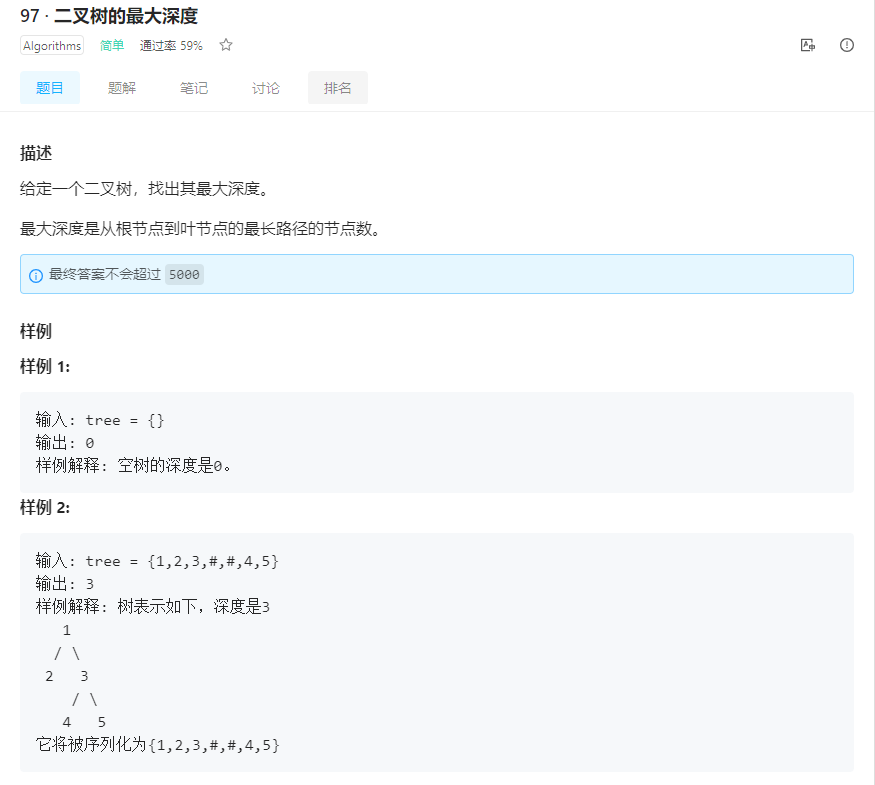 97 · 二叉树的最大深度
Algorithms 简单 通过率 59%
题目 题解 笔记 讨论 排名
描述
给定一个二叉树，找出其最大深度。
最大深度是从根节点到叶节点的最长路径的节点数。
最终答案不会超过 5000
样例
样例 1:
输入: tree = {}
输出: 0
样例解释: 空树的深度是0。
样例 2:
输入: tree = {1,2,3,#,#,4,5}
输出: 3
样例解释: 树表示如下，深度是3
1
/ \
2 3
/ \
4 5
它将被序列化为{1,2,3,#,#,4,5}